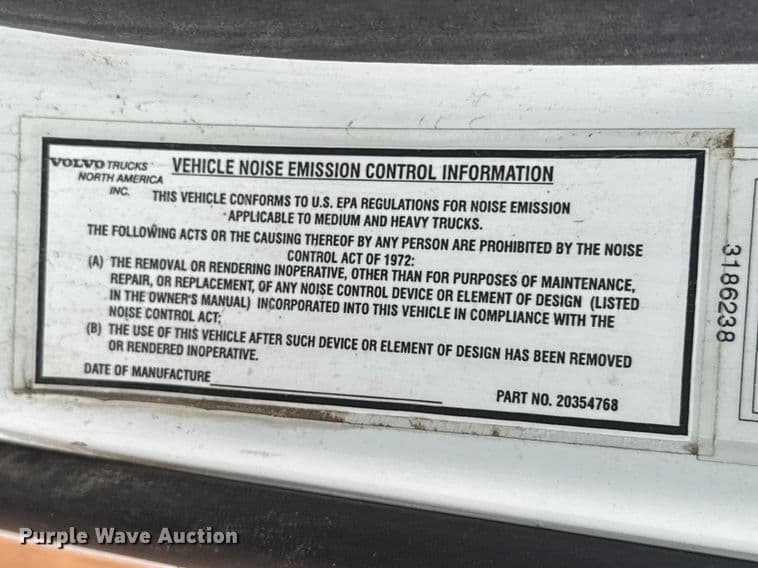 VOLVO TRUCKS
NORTH AMERICA
INC.
VEHICLE NOISE EMISSION CONTROL INFORMATION
THIS VEHICLE CONFORMS TO U.S. EPA REGULATIONS FOR NOISE EMISSION
APPLICABLE TO MEDIUM AND HEAVY TRUCKS.
THE FOLLOWING ACTS OR THE CAUSING THEREOF BY ANY PERSON ARE PROHIBITED BY THE NOISE
CONTROL ACT OF 1972:
(A) THE REMOVAL OR RENDERING INOPERATIVE, OTHER THAN FOR PURPOSES OF MAINTENANCE,
REPAIR, OR REPLACEMENT, OF ANY NOISE CONTROL DEVICE OR ELEMENT OF DESIGN (LISTED
IN THE OWNER'S MANUAL) INCORPORATED INTO THIS VEHICLE IN COMPLIANCE WITH THE
NOISE CONTROL ACT;
(B) THE USE OF THIS VEHICLE AFTER SUCH DEVICE OR ELEMENT OF DESIGN HAS BEEN REMOVED
OR RENDERED INOPERATIVE.
DATE OF MANUFACTURE
PART NO. 20354768
3186238
Purple Wave Auction®